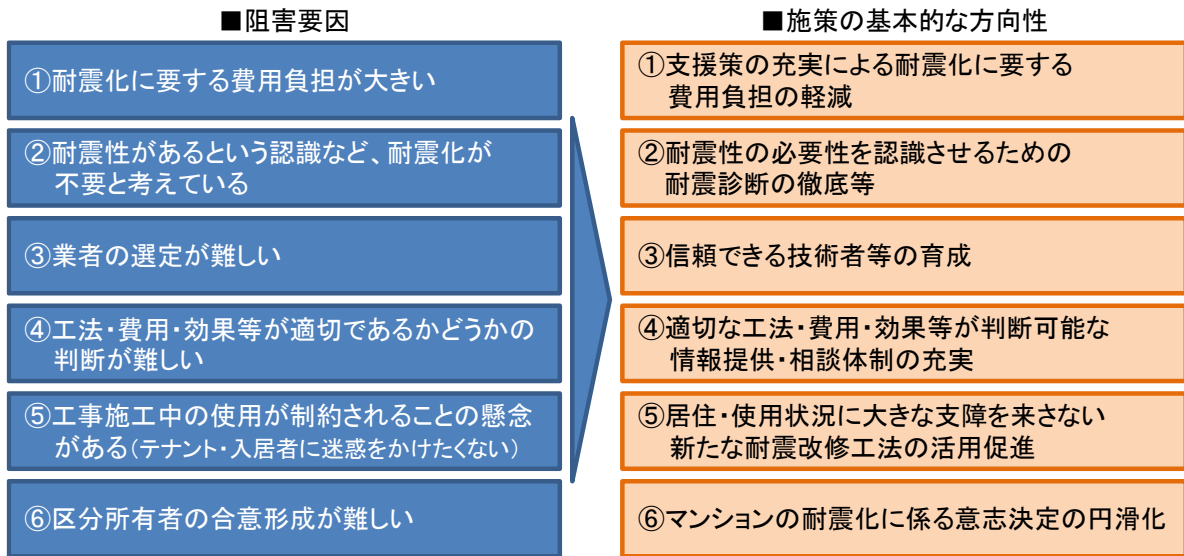 ■阻害要因
①耐震化に要する費用負担が大きい
②耐震性があるという認識など、耐震化が
不要と考えている
③業者の選定が難しい
④工法・費用・効果等が適切であるかどうかの
判断が難しい
⑤工事施工中の使用が制約されることの懸念
がある(テナント・入居者に迷惑をかけたくない)
⑥区分所有者の合意形成が難しい
■施策の基本的な方向性
①支援策の充実による耐震化に要する
費用負担の軽減
②耐震性の必要性を認識させるための
耐震診断の徹底等
③信頼できる技術者等の育成
④適切な工法・費用・効果等が判断可能な
情報提供・相談体制の充実
⑤居住・使用状況に大きな支障を来さない
新たな耐震改修工法の活用促進
⑥マンションの耐震化に係る意志決定の円滑化